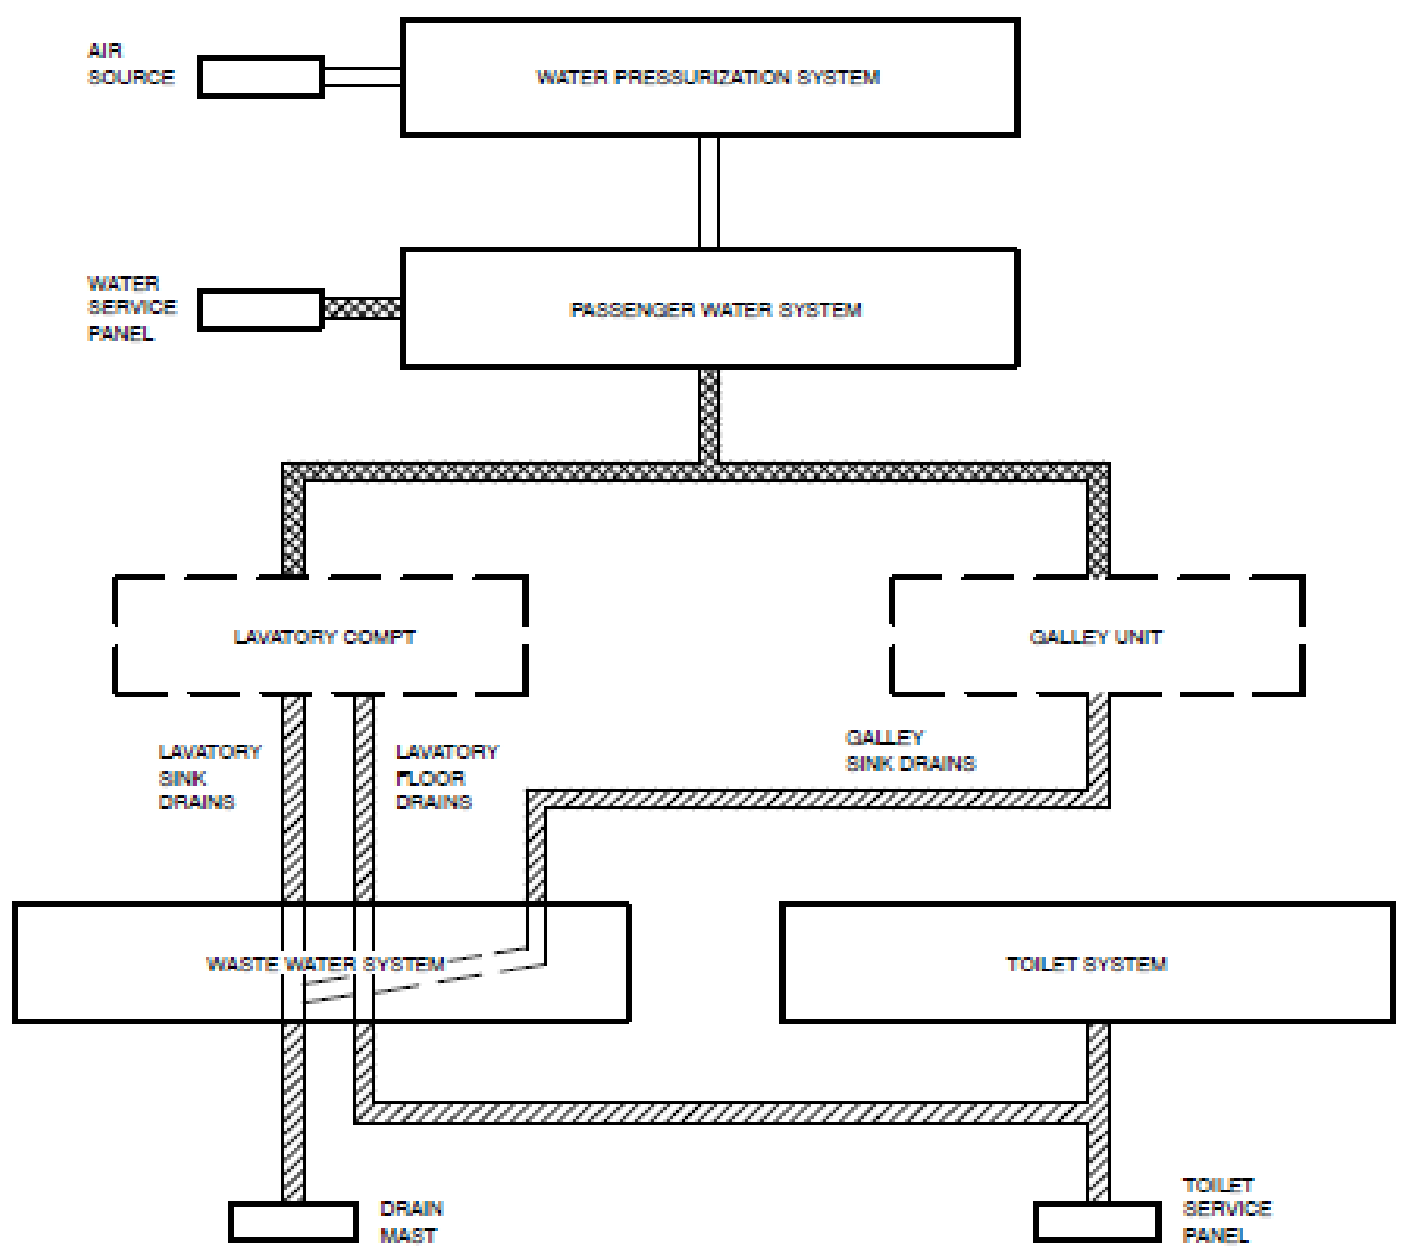 AIR
SOURCE
WATER PRESSURIZATION SYSTEM
WATER
SERVICE
PANEL
PASSENGER WATER SYSTEM
LAVATORY COMPT
GALLEY UNIT
LAVATORY
SINK
DRAINS
LAVATORY
FLOOR
DRAINS
GALLEY
SINK DRAINS
WASTE WATER SYSTEM
TOILET SYSTEM
DRAIN
MAST
TOILET
SERVICE
PANEL